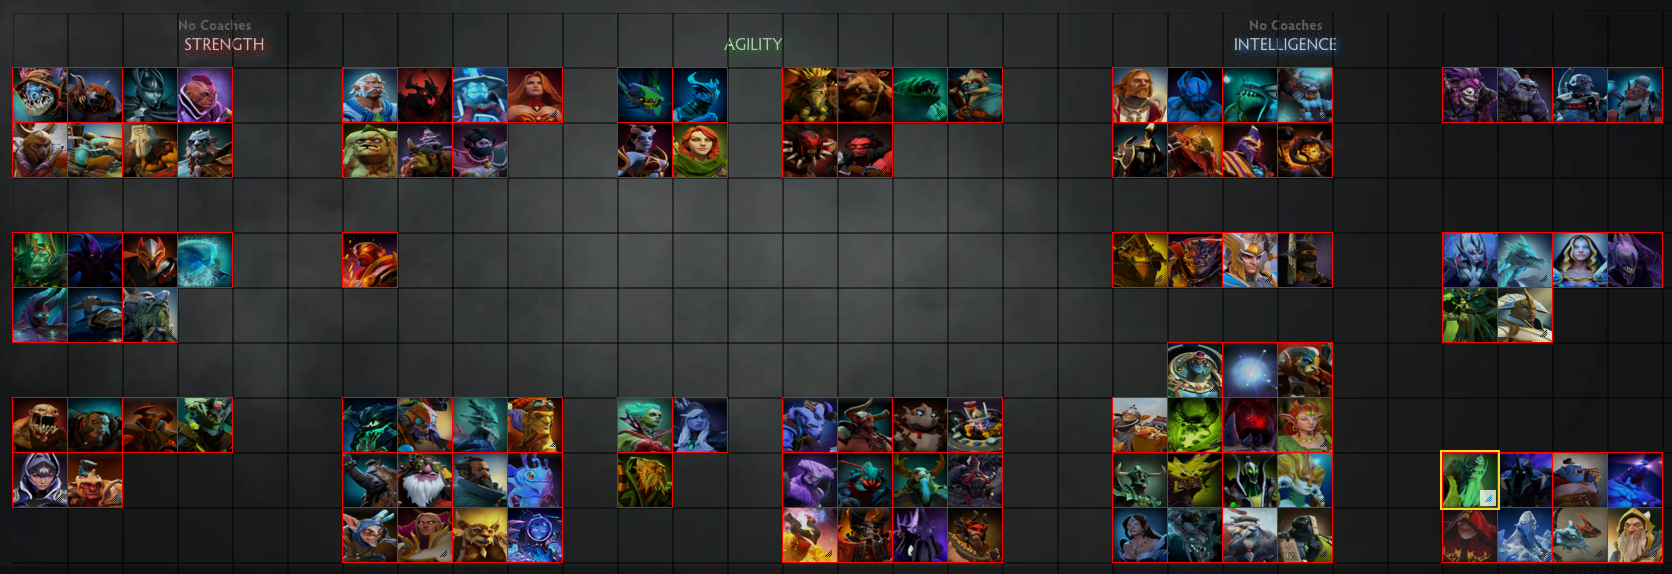 No Coaches
STRENGTH
AGILITY
No Coaches
INTELLIGENCE